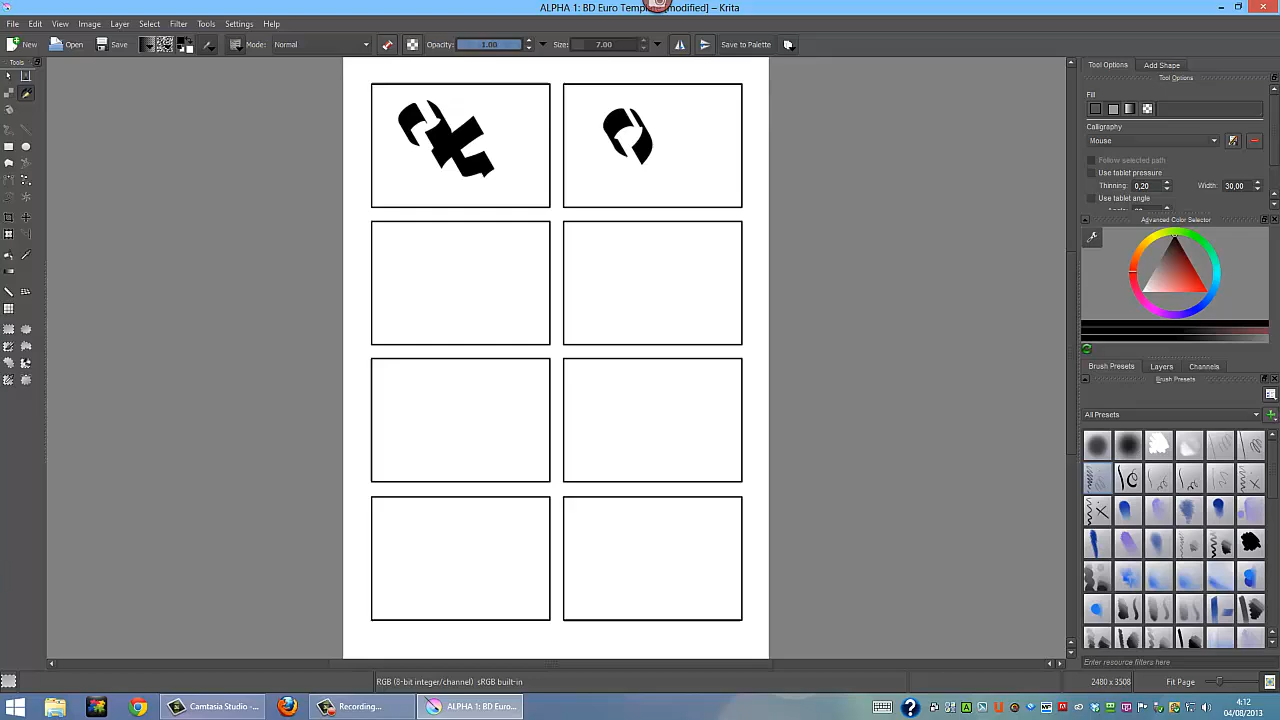 ALPHA 1: BD Euro Templ [modified] – Krita
File Edit View Image Layer Select Filter Tools Settings Help
New Open Save Mode: Normal Opacity: 1.00 Size: 7.00 Save to Palette
Tools
Tool Options Add Shape
Tool Options
Fill
Calligraphy
Mouse
Follow selected path
Use tablet pressure
Thinning: 0,20 Width: 30,00
Use tablet angle
Advanced Color Selector
Brush Presets Layers Channels
Brush Presets
All Presets
Enter resource filters here
RGB (8-bit integer/channel) sRGB built-in 2480 x 3508 Fit Page
Camtasia Studio -... Recording... ALPHA 1: BD Euro...
4:12
04/08/2013